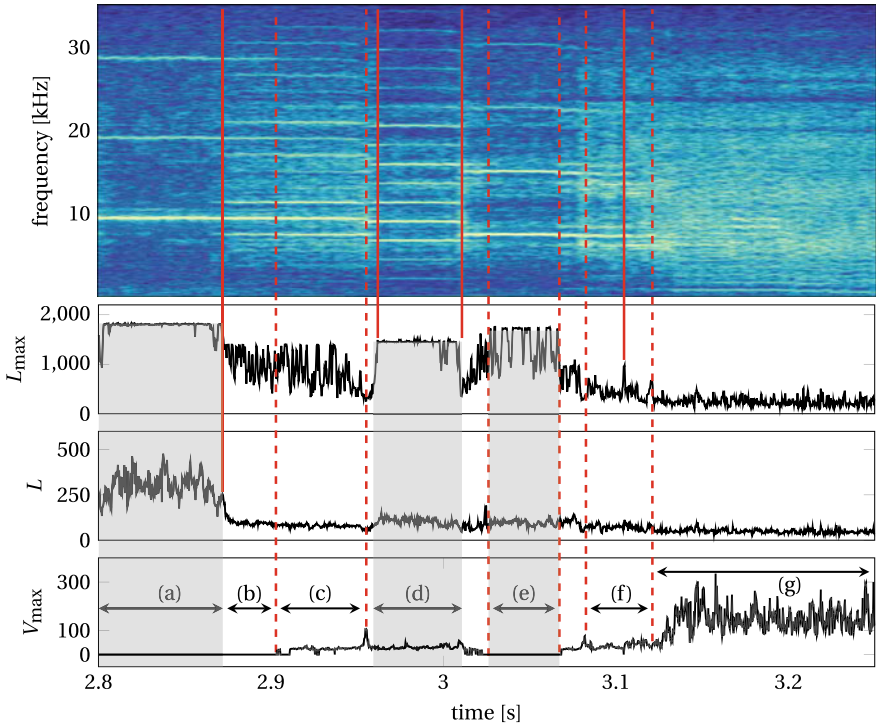 frequency [kHz]
30
20
10
L_max
2,000
1,000
0
L
500
250
0
V_max
300
100
0
(a)
(b)
(c)
(d)
(e)
(f)
(g)
2.8
2.9
3
3.1
3.2
time [s]